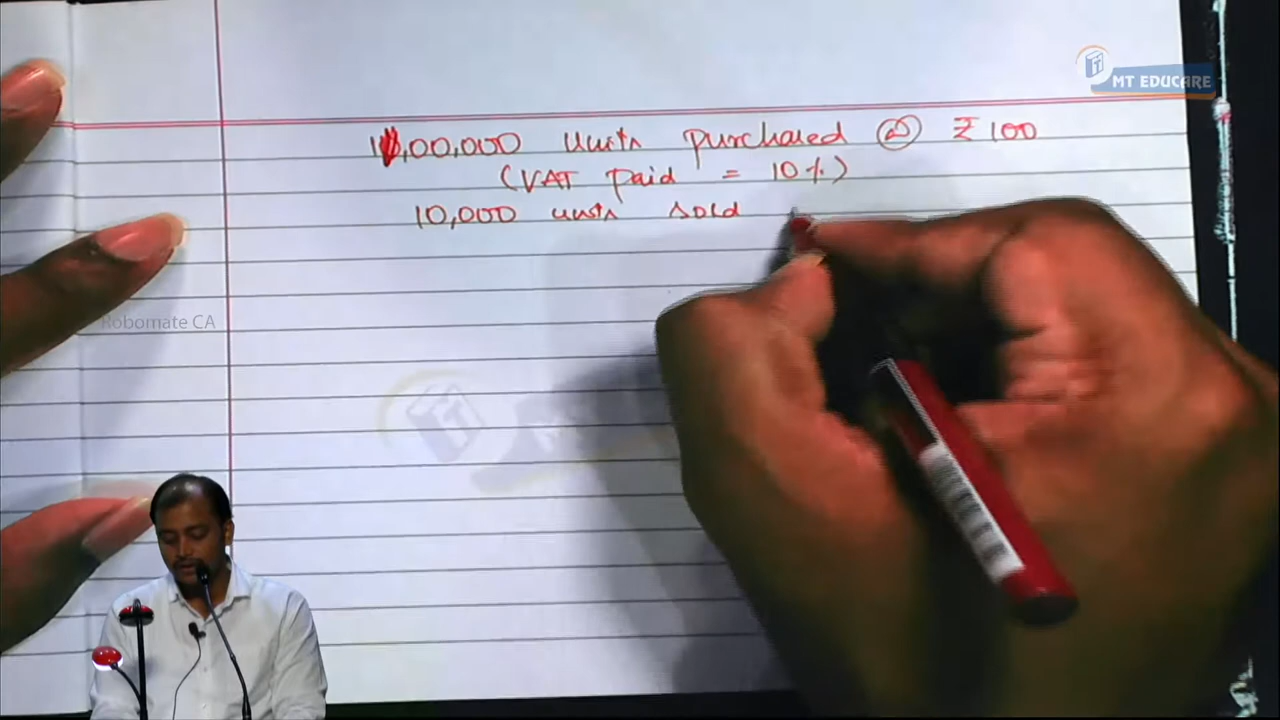 MT EDUCARE
1,00,000 units purchased @ ₹100
(VAT paid = 10%)
10,000 units sold
Robomate CA